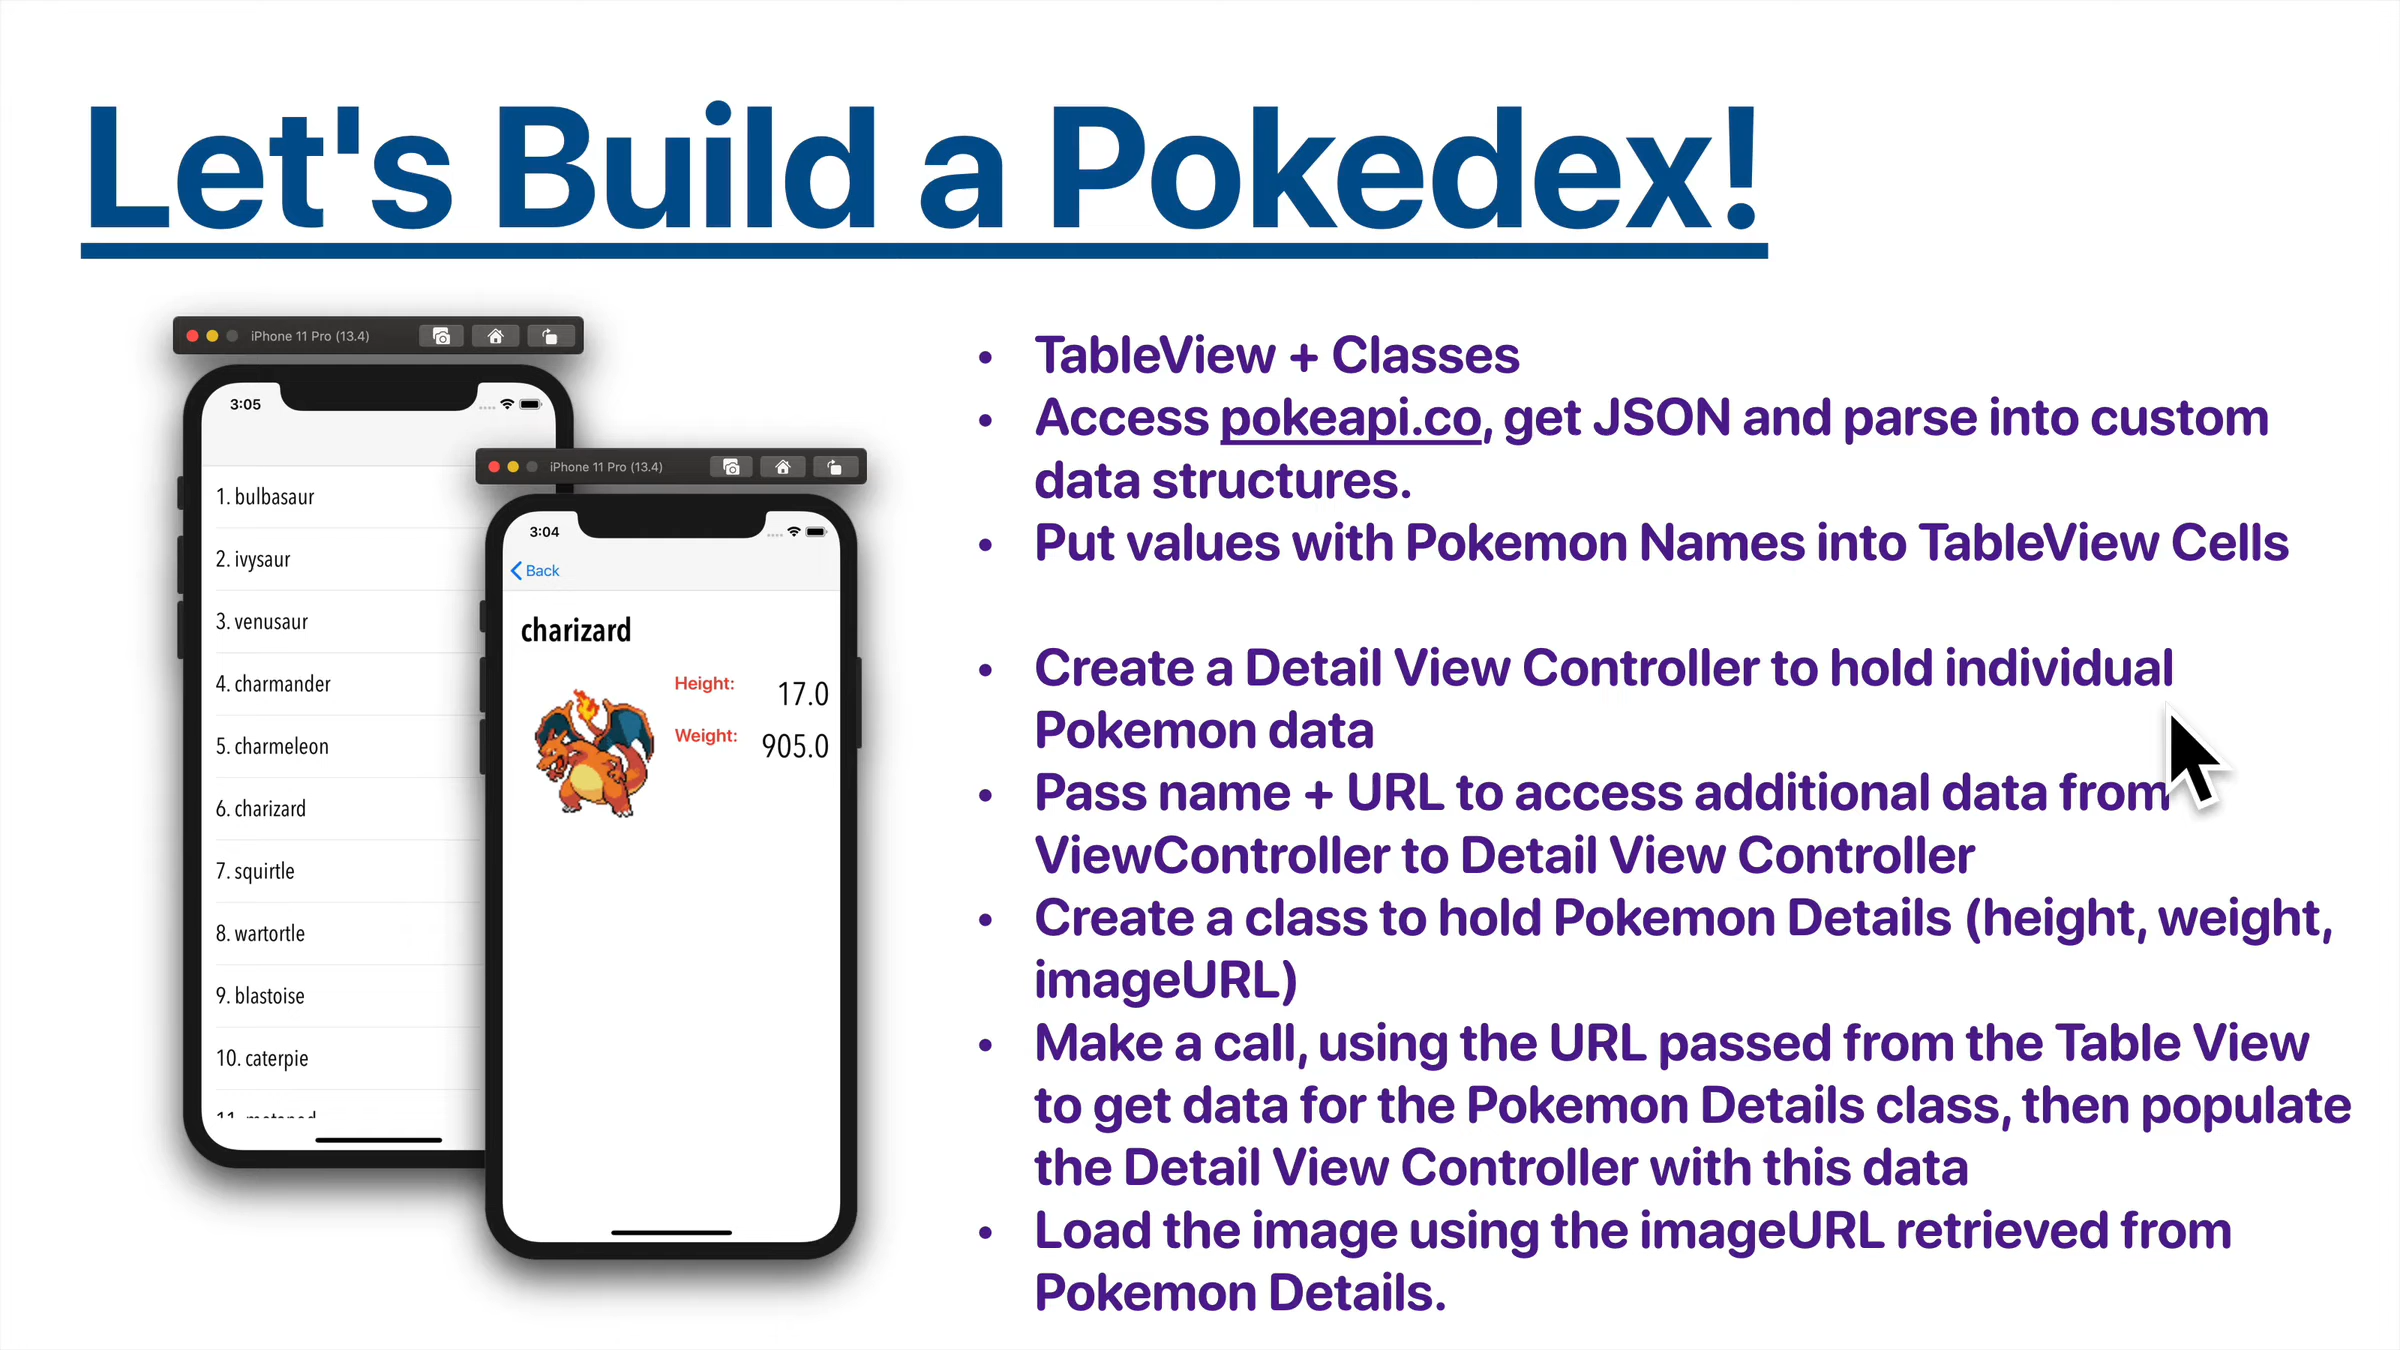 Let's Build a Pokedex!
iPhone 11 Pro (13.4)
3:05
1. bulbasaur
2. ivysaur
3. venusaur
4. charmander
5. charmeleon
6. charizard
7. squirtle
8. wartortle
9. blastoise
10. caterpie
iPhone 11 Pro (13.4)
3:04
Back
charizard
Height: 17.0
Weight: 905.0
• TableView + Classes
• Access pokeapi.co, get JSON and parse into custom
data structures.
• Put values with Pokemon Names into TableView Cells
• Create a Detail View Controller to hold individual
Pokemon data
• Pass name + URL to access additional data from
ViewController to Detail View Controller
• Create a class to hold Pokemon Details (height, weight,
imageURL)
• Make a call, using the URL passed from the Table View
to get data for the Pokemon Details class, then populate
the Detail View Controller with this data
• Load the image using the imageURL retrieved from
Pokemon Details.